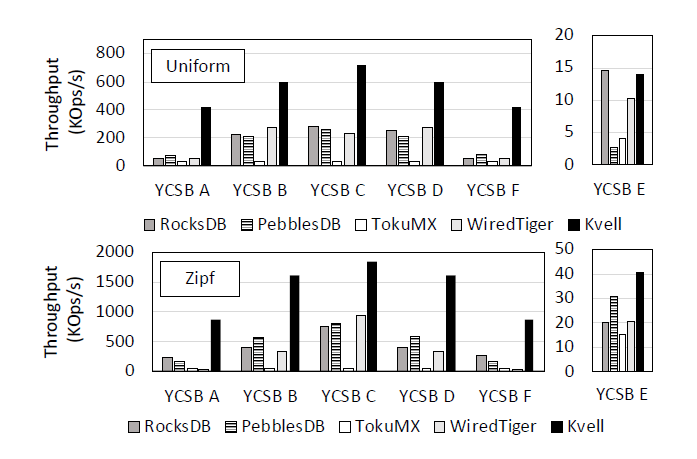 Throughput
(KOps/s)
800
600
400
200
0
Uniform
YCSB A YCSB B YCSB C YCSB D YCSB F
20
15
10
5
0
YCSB E
RocksDB PebblesDB TokuMX WiredTiger Kvell
Throughput
(KOps/s)
2000
1500
1000
500
0
Zipf
YCSB A YCSB B YCSB C YCSB D YCSB F
50
40
30
20
10
0
YCSB E
RocksDB PebblesDB TokuMX WiredTiger Kvell